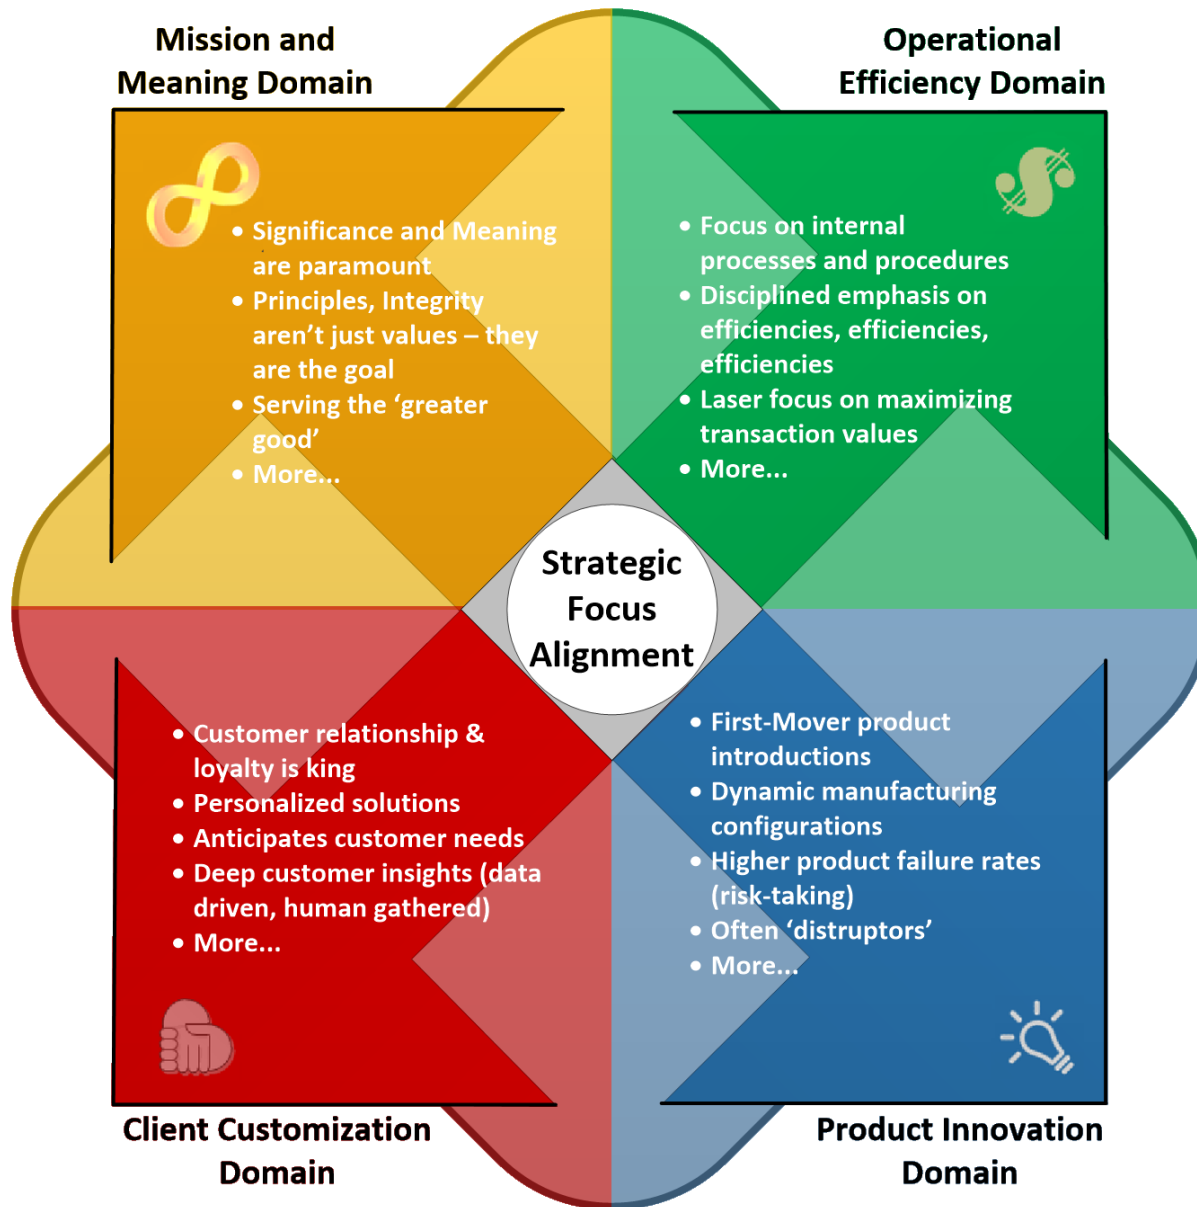 Mission and
Meaning Domain
Operational
Efficiency Domain
• Significance and Meaning
are paramount
• Principles, Integrity
aren’t just values – they
are the goal
• Serving the ‘greater
good’
• More...
• Focus on internal
processes and procedures
• Disciplined emphasis on
efficiencies, efficiencies,
efficiencies
• Laser focus on maximizing
transaction values
• More...
Strategic
Focus
Alignment
• Customer relationship &
loyalty is king
• Personalized solutions
• Anticipates customer needs
• Deep customer insights (data
driven, human gathered)
• More...
• First-Mover product
introductions
• Dynamic manufacturing
configurations
• Higher product failure rates
(risk-taking)
• Often ‘distruptors’
• More...
Client Customization
Domain
Product Innovation
Domain